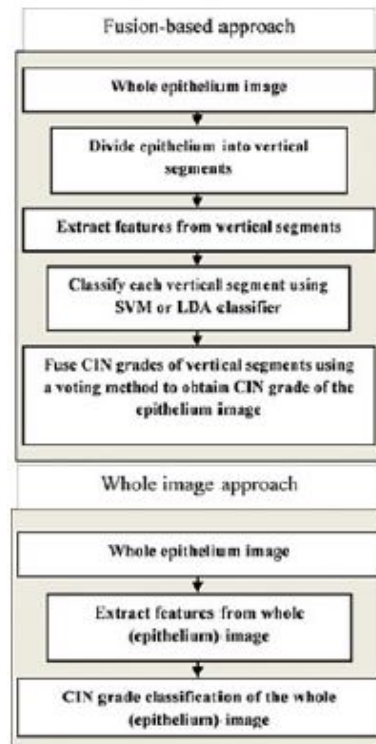 Fusion-based approach
Whole epithelium image
Divide epithelium into vertical
segments
Extract features from vertical segments
Classify each vertical segment using
SVM or LDA classifier
Fuse CIN grades of vertical segments using
a voting method to obtain CIN grade of the
epithelium image
Whole image approach
Whole epithelium image
Extract features from whole
(epithelium) image
CIN grade classification of the whole
(epithelium) image